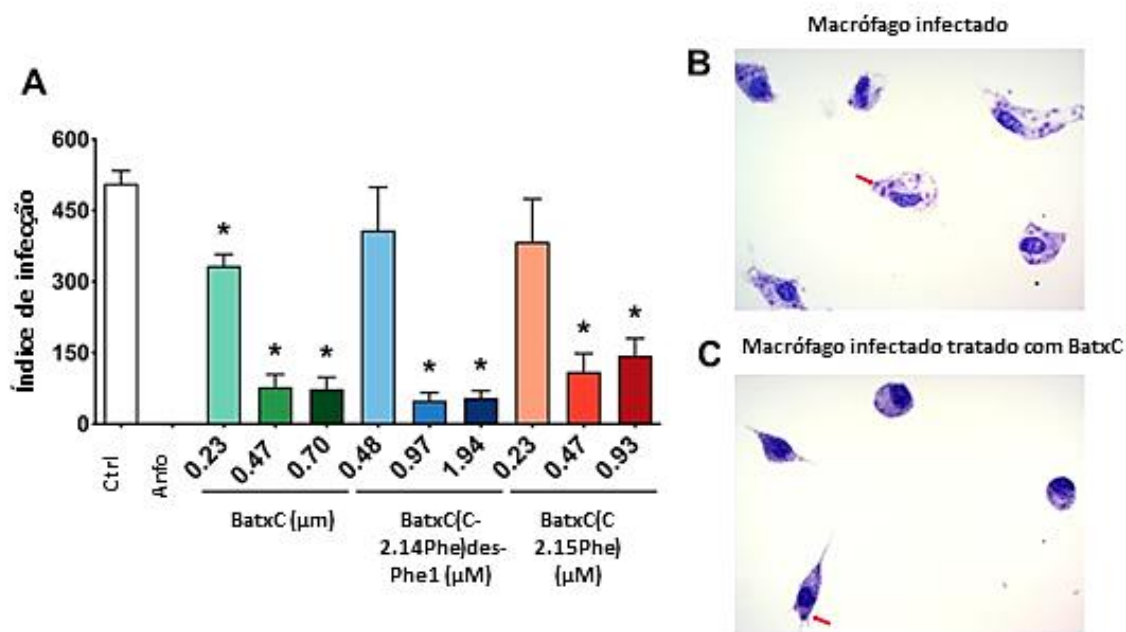 A
Índice de infecção
600
450
300
150
0
*
*
*
*
*
*
*
Ctrl
Anfo
0.23
0.47
0.70
0.48
0.97
1.94
0.23
0.47
0.93
BatxC (µm)
BatxC(C-
2.14Phe)des-
Phe1 (µM)
BatxC(C
2.15Phe)
(µM)
Macrófago infectado
B
C
Macrófago infectado tratado com BatxC